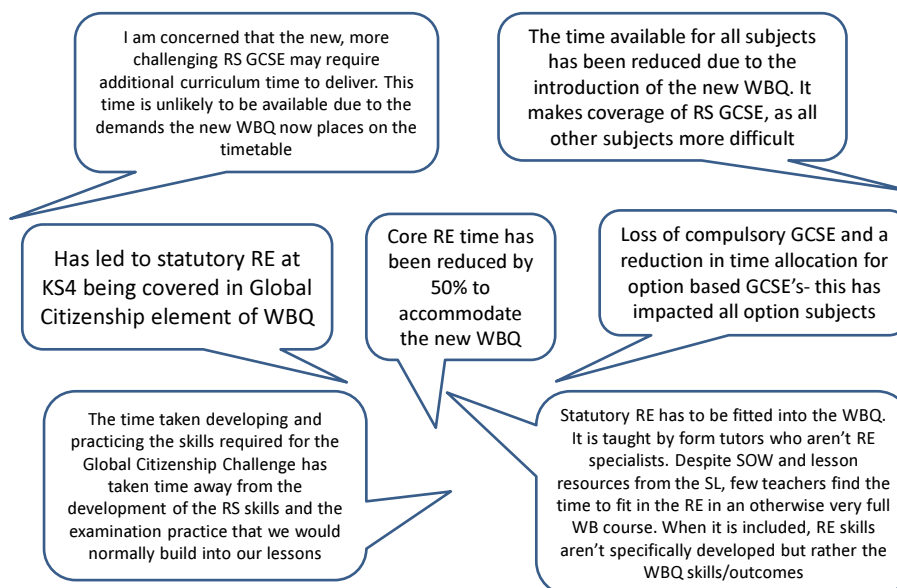 I am concerned that the new, more
challenging RS GCSE may require
additional curriculum time to deliver. This
time is unlikely to be available due to the
demands the new WBQ now places on the
timetable
The time available for all subjects
has been reduced due to the
introduction of the new WBQ. It
makes coverage of RS GCSE, as all
other subjects more difficult
Has led to statutory RE at
KS4 being covered in Global
Citizenship element of WBQ
Core RE time has
been reduced by
50% to
accommodate
the new WBQ
Loss of compulsory GCSE and a
reduction in time allocation for
option based GCSE's- this has
impacted all option subjects
The time taken developing and
practicing the skills required for the
Global Citizenship Challenge has
taken time away from the
development of the RS skills and the
examination practice that we would
normally build into our lessons
Statutory RE has to be fitted into the WBQ.
It is taught by form tutors who aren't RE
specialists. Despite SOW and lesson
resources from the SL, few teachers find the
time to fit in the RE in an otherwise very full
WB course. When it is included, RE skills
aren't specifically developed but rather the
WBQ skills/outcomes